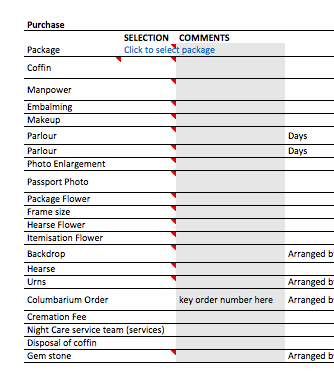 Purchase
SELECTION COMMENTS
Package Click to select package
Coffin
Manpower
Embalming
Makeup
Parlour Days
Parlour Days
Photo Enlargement
Passport Photo
Package Flower
Frame size
Hearse Flower
Itemisation Flower
Backdrop Arranged
Hearse
Urns Arranged
Columbarium Order key order number here Arranged
Cremation Fee
Night Care service team (services)
Disposal of coffin
Gem stone Arranged